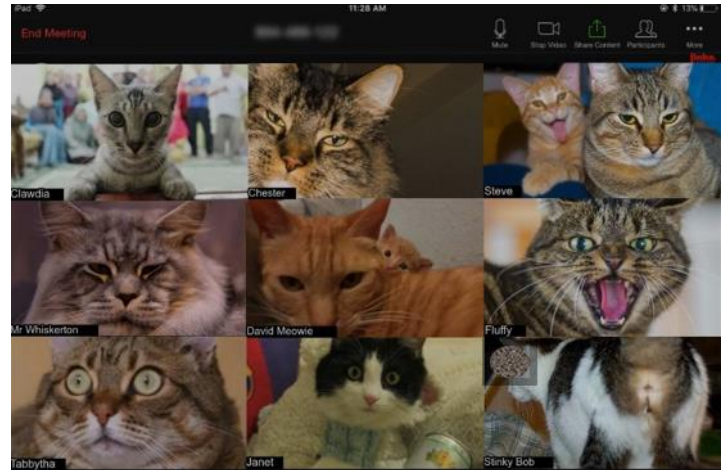 iPad
11:28 AM
13%
End Meeting
Mute
Stop Video
Share Content
Participants
More
Clawdia
Chester
Steve
Mr Whiskerton
David Meowie
Fluffy
Tabbytha
Janet
Stinky Bob